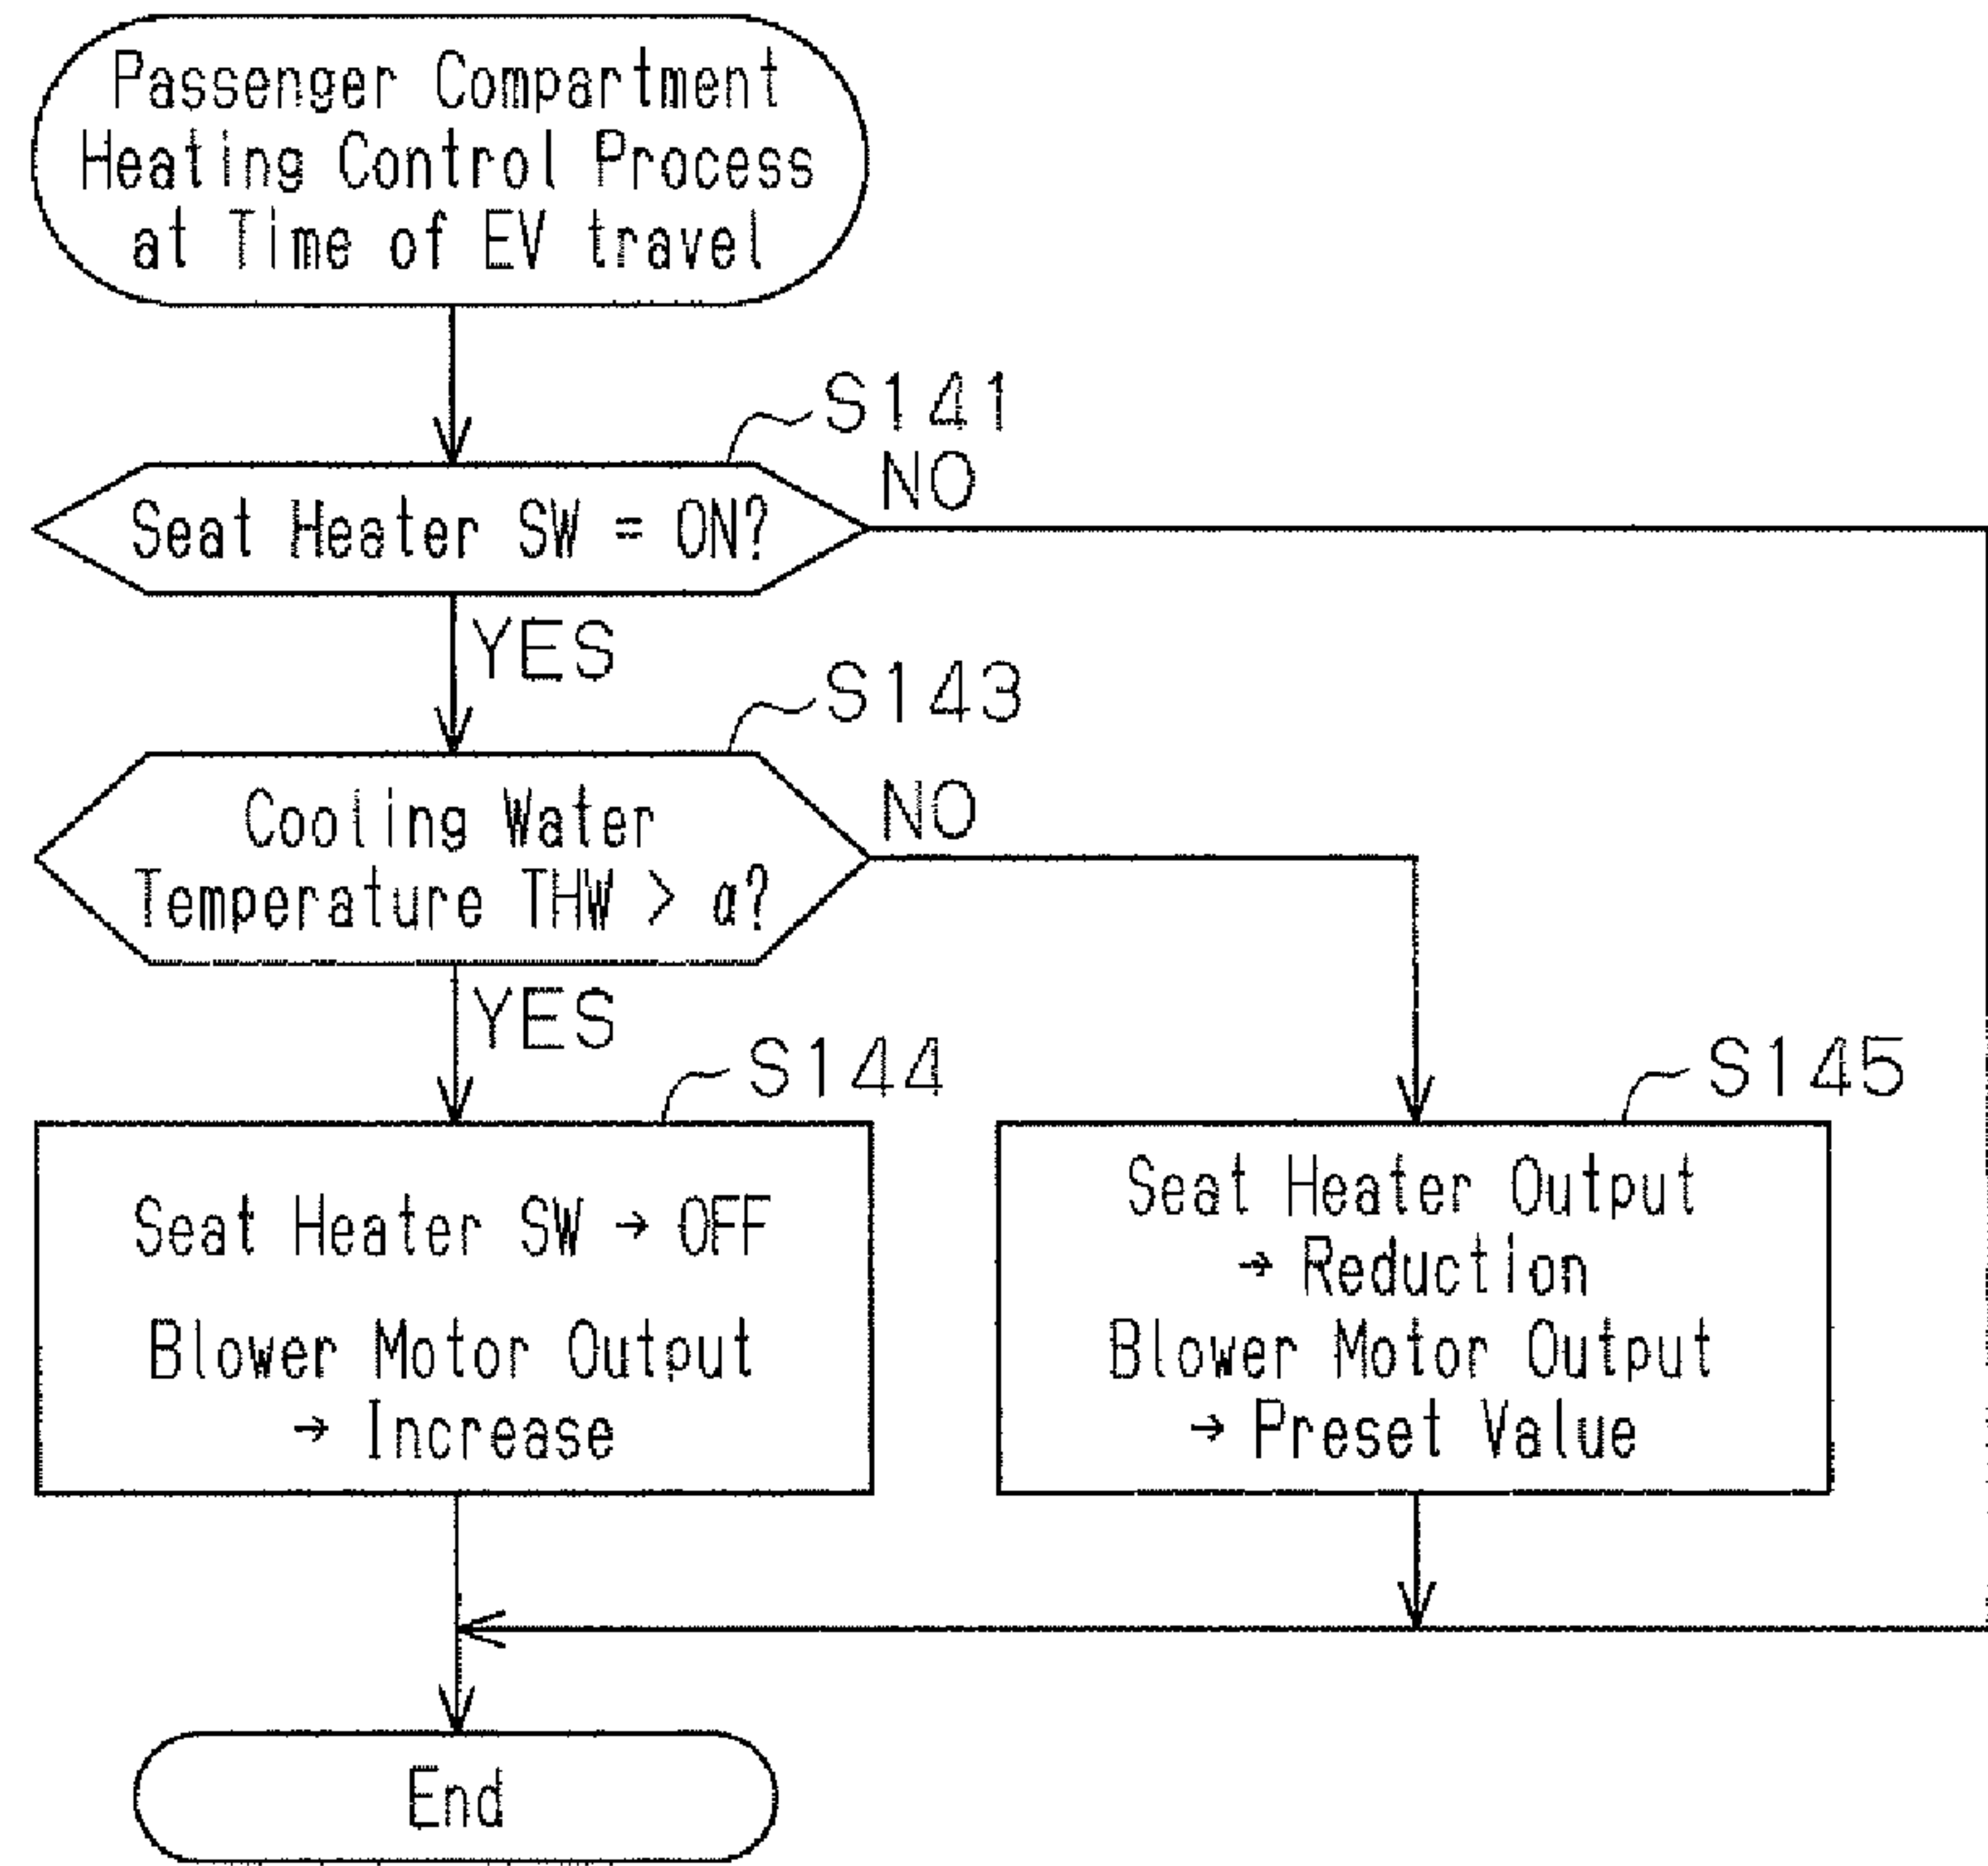 Passenger Compartment
Heating Control Process
at Time of EV travel
S141
NO
Seat Heater SW = ON?
YES
S143
NO
Cooling Water
Temperature THW > α?
YES
S144
Seat Heater SW → OFF
Blower Motor Output
→ Increase
S145
Seat Heater Output
→ Reduction
Blower Motor Output
→ Preset Value
End